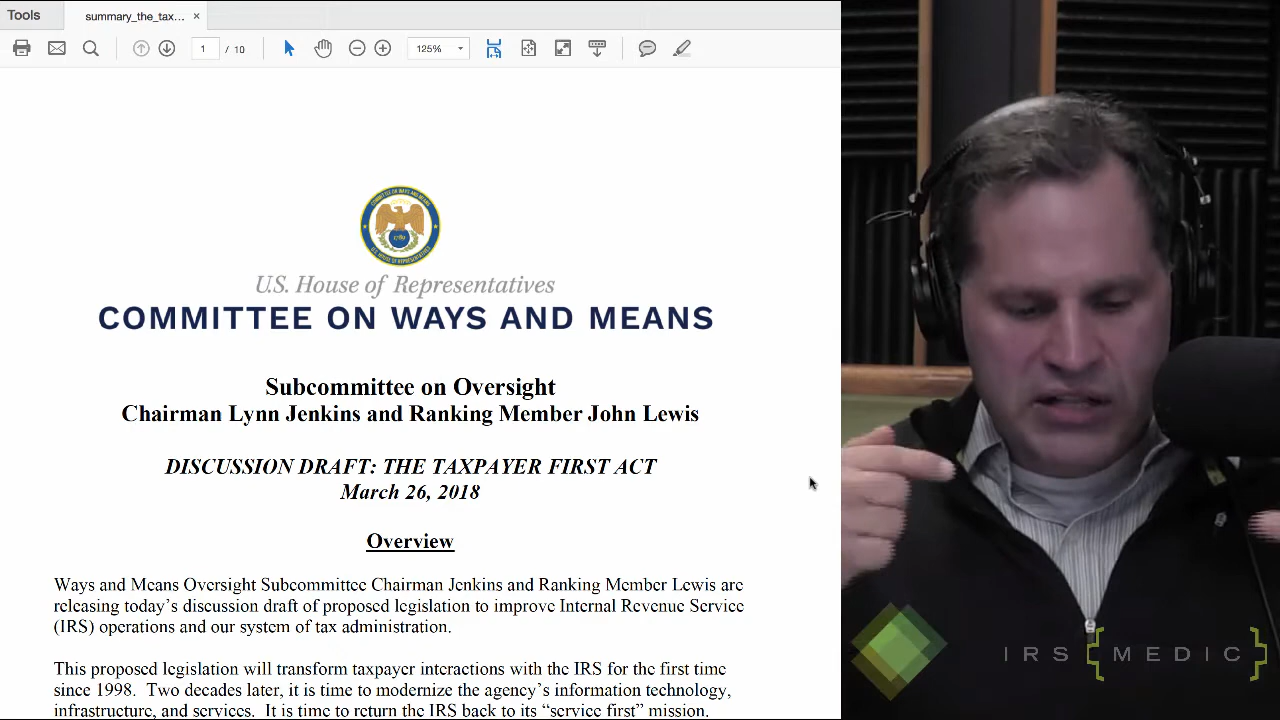 Tools
summary_the_tax... ×
1 / 10
125%
U.S. House of Representatives
COMMITTEE ON WAYS AND MEANS
Subcommittee on Oversight
Chairman Lynn Jenkins and Ranking Member John Lewis
DISCUSSION DRAFT: THE TAXPAYER FIRST ACT
March 26, 2018
Overview
Ways and Means Oversight Subcommittee Chairman Jenkins and Ranking Member Lewis are
releasing today’s discussion draft of proposed legislation to improve Internal Revenue Service
(IRS) operations and our system of tax administration.
This proposed legislation will transform taxpayer interactions with the IRS for the first time
since 1998. Two decades later, it is time to modernize the agency’s information technology,
infrastructure, and services. It is time to return the IRS back to its “service first” mission.
IRS{MEDIC}